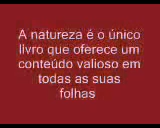 A natureza é o único
livro que oferece um
conteúdo valioso em
todas as suas
folhas